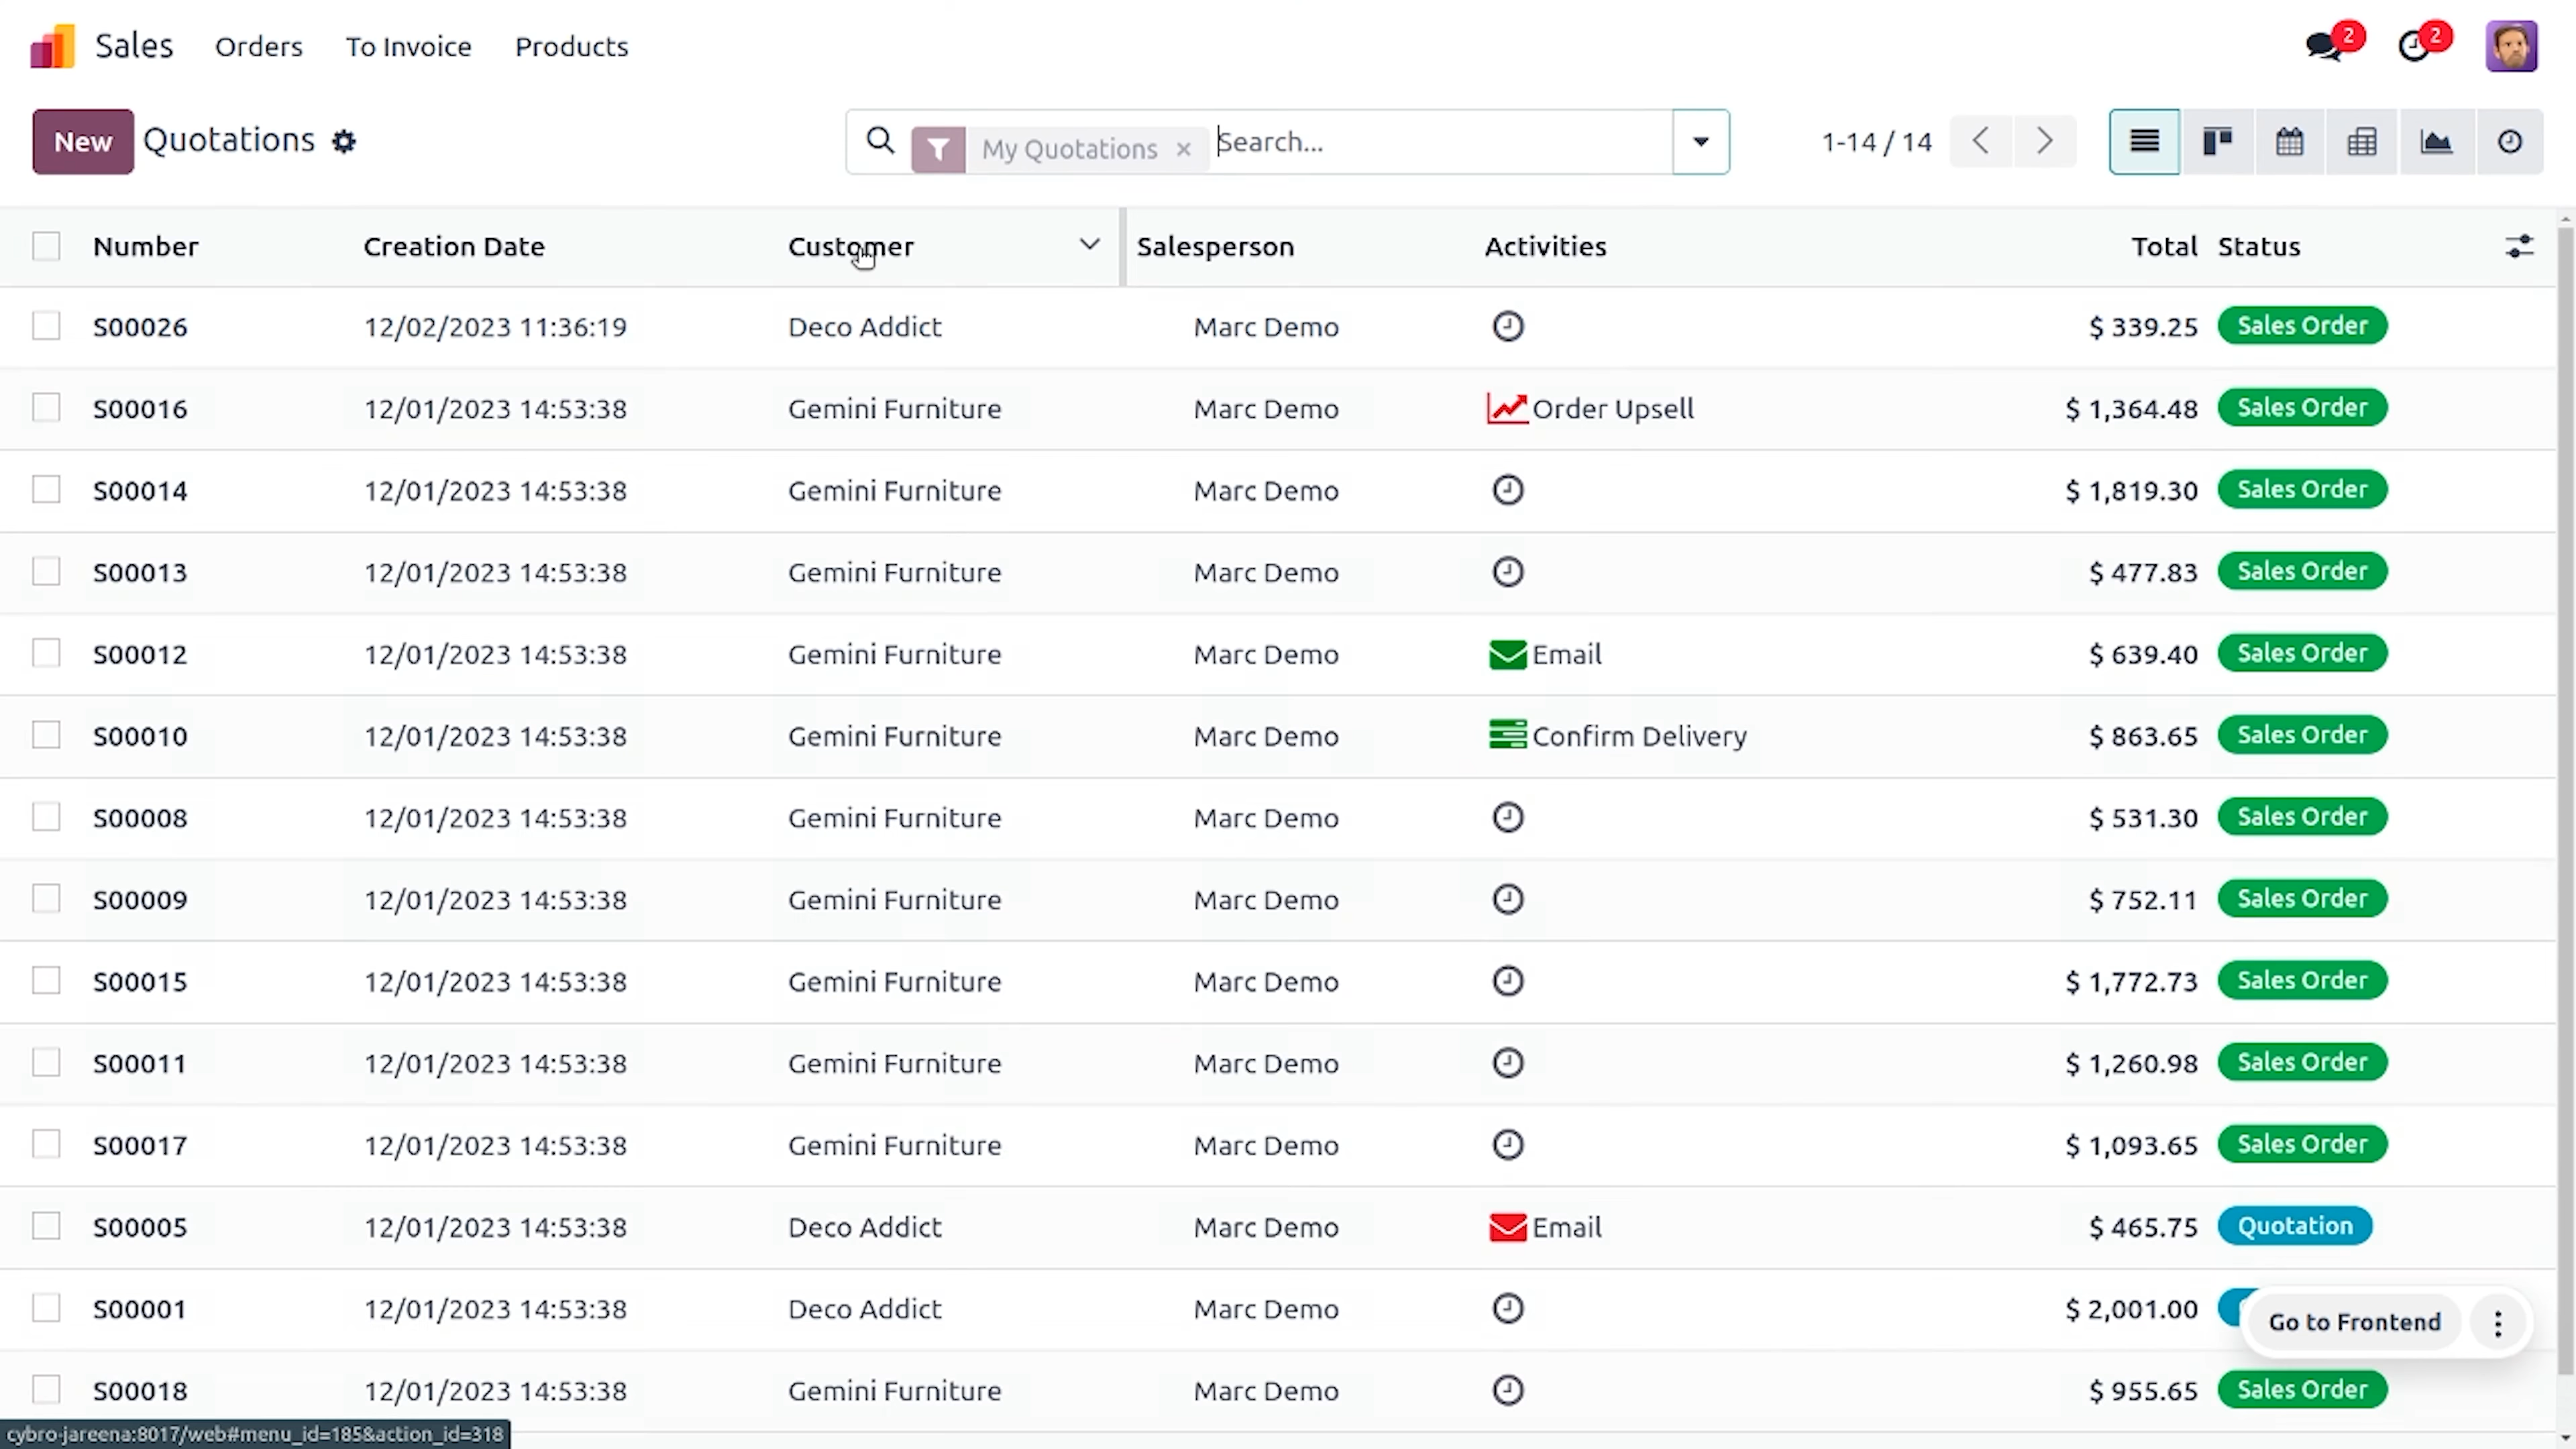 Sales Orders To Invoice Products 2 2
New Quotations My Quotations × Search... 1-14 / 14
Number Creation Date Customer Salesperson Activities Total Status
S00026 12/02/2023 11:36:19 Deco Addict Marc Demo $ 339.25 Sales Order
S00016 12/01/2023 14:53:38 Gemini Furniture Marc Demo Order Upsell $ 1,364.48 Sales Order
S00014 12/01/2023 14:53:38 Gemini Furniture Marc Demo $ 1,819.30 Sales Order
S00013 12/01/2023 14:53:38 Gemini Furniture Marc Demo $ 477.83 Sales Order
S00012 12/01/2023 14:53:38 Gemini Furniture Marc Demo Email $ 639.40 Sales Order
S00010 12/01/2023 14:53:38 Gemini Furniture Marc Demo Confirm Delivery $ 863.65 Sales Order
S00008 12/01/2023 14:53:38 Gemini Furniture Marc Demo $ 531.30 Sales Order
S00009 12/01/2023 14:53:38 Gemini Furniture Marc Demo $ 752.11 Sales Order
S00015 12/01/2023 14:53:38 Gemini Furniture Marc Demo $ 1,772.73 Sales Order
S00011 12/01/2023 14:53:38 Gemini Furniture Marc Demo $ 1,260.98 Sales Order
S00017 12/01/2023 14:53:38 Gemini Furniture Marc Demo $ 1,093.65 Sales Order
S00005 12/01/2023 14:53:38 Deco Addict Marc Demo Email $ 465.75 Quotation
S00001 12/01/2023 14:53:38 Deco Addict Marc Demo $ 2,001.00
Go to Frontend
S00018 12/01/2023 14:53:38 Gemini Furniture Marc Demo $ 955.65 Sales Order
cybro-jareena:8017/web#menu_id=185&action_id=318